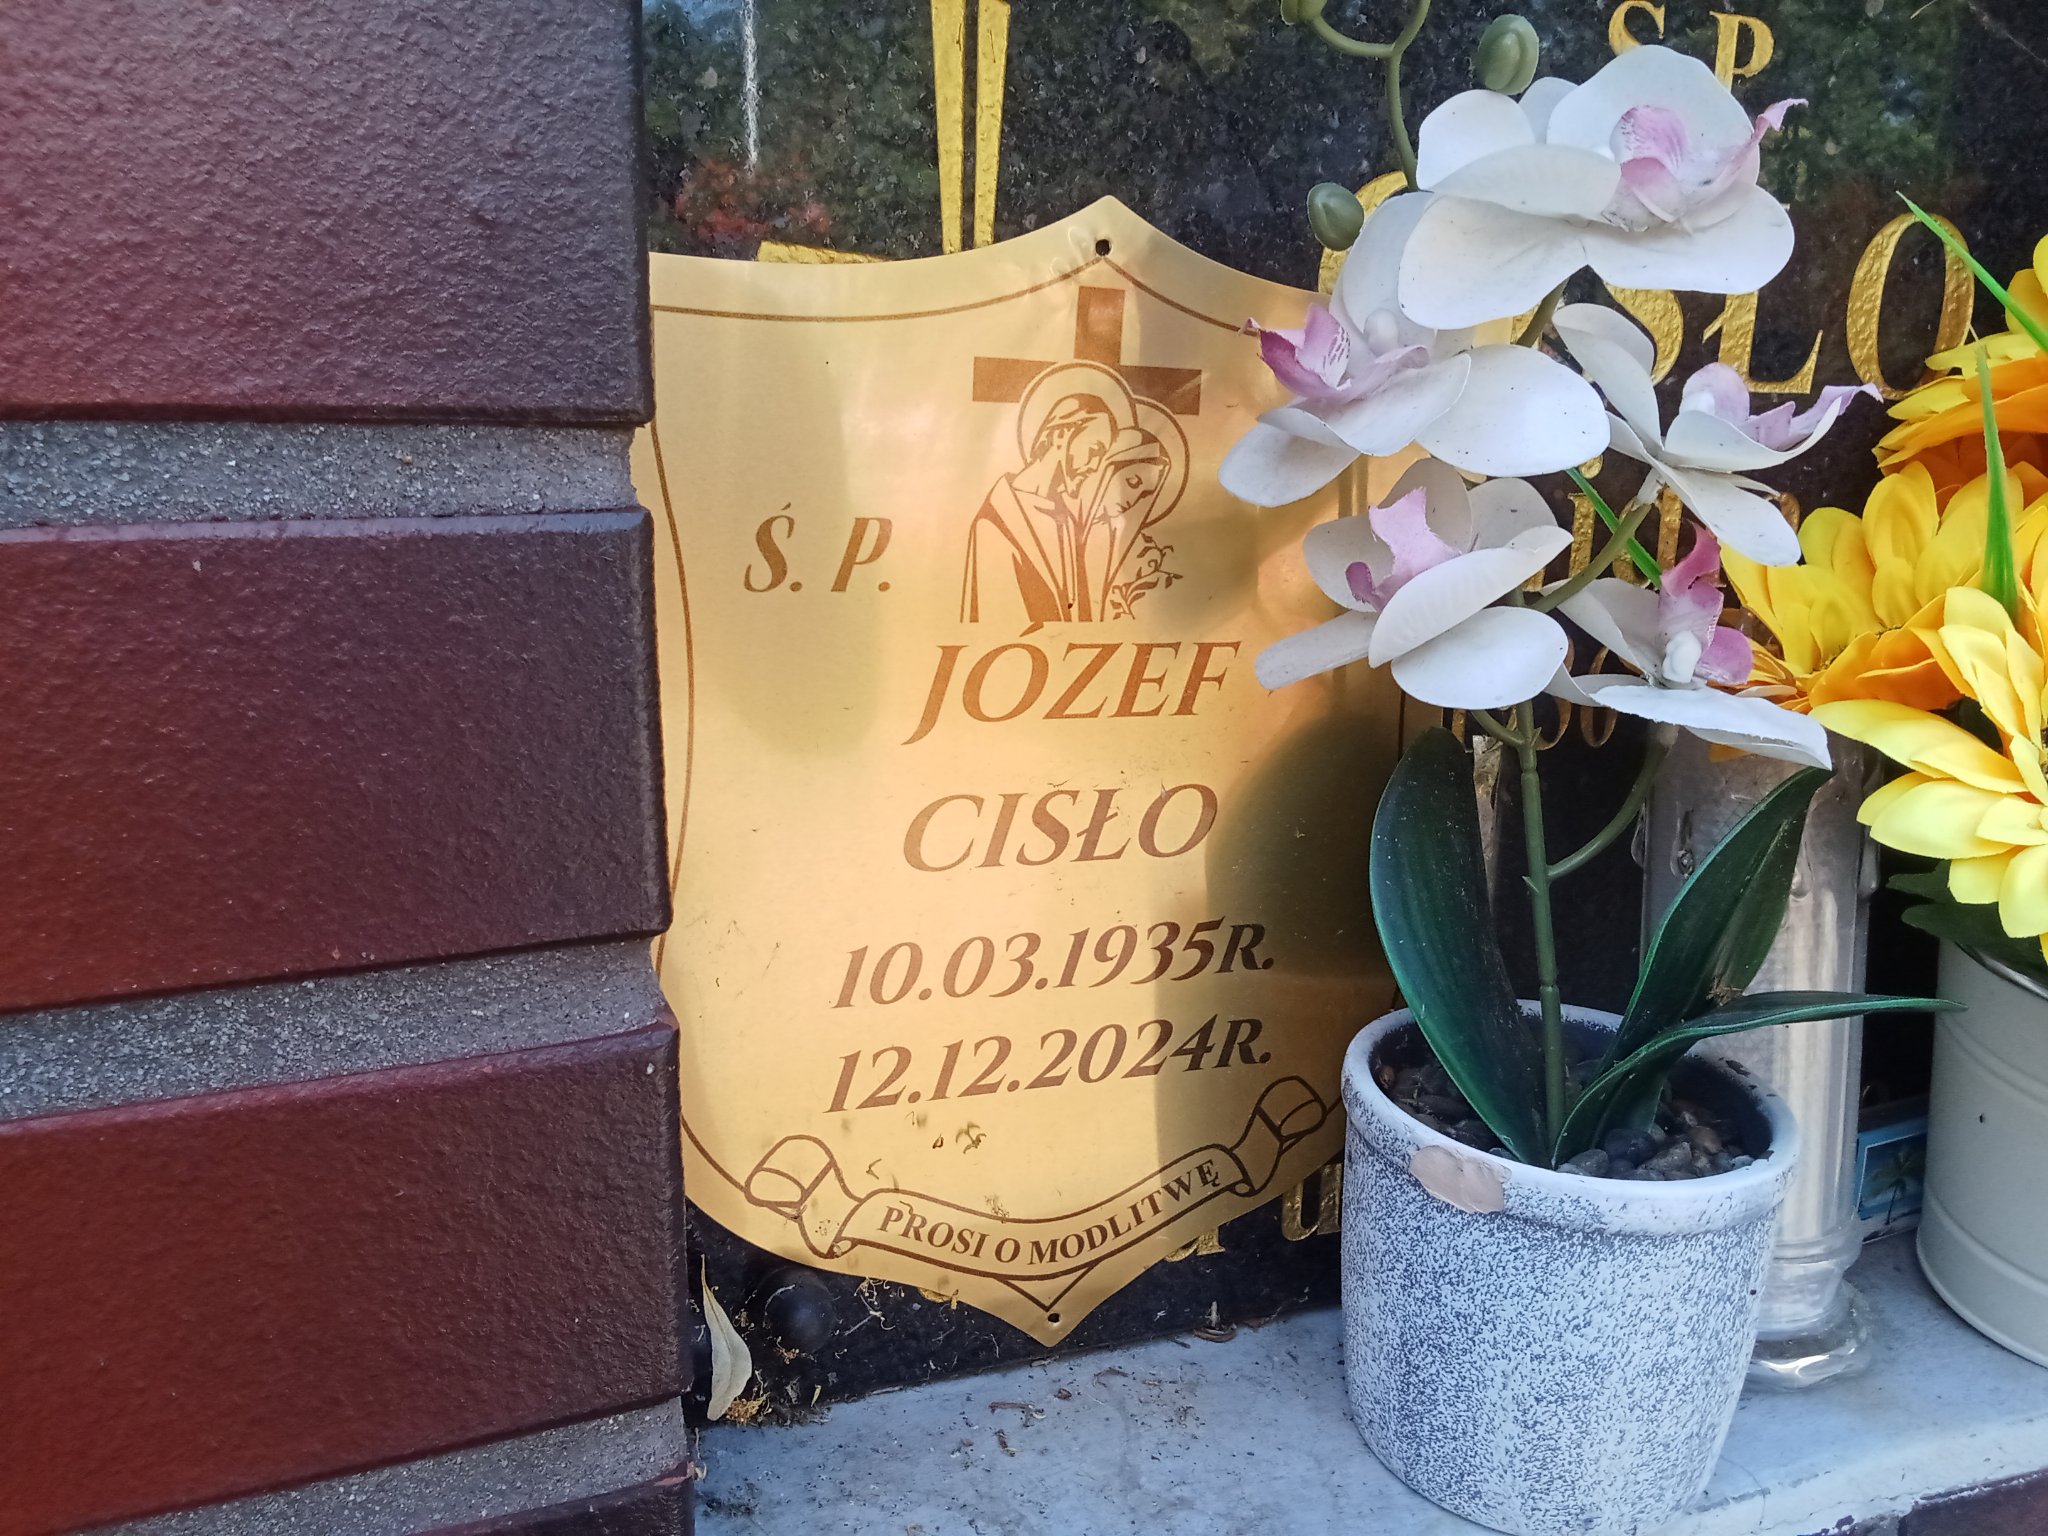 Ś. P.
JÓZEF
CISŁO
10.03.1935R.
12.12.2024R.
PROSI O MODLITWĘ
Ś P